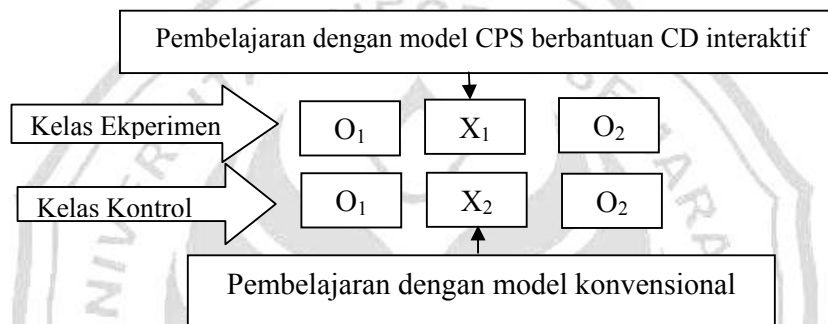 Pembelajaran dengan model CPS berbantuan CD interaktif
Kelas Ekperimen O₁ X₁ O₂
Kelas Kontrol O₁ X₂ O₂
Pembelajaran dengan model konvensional